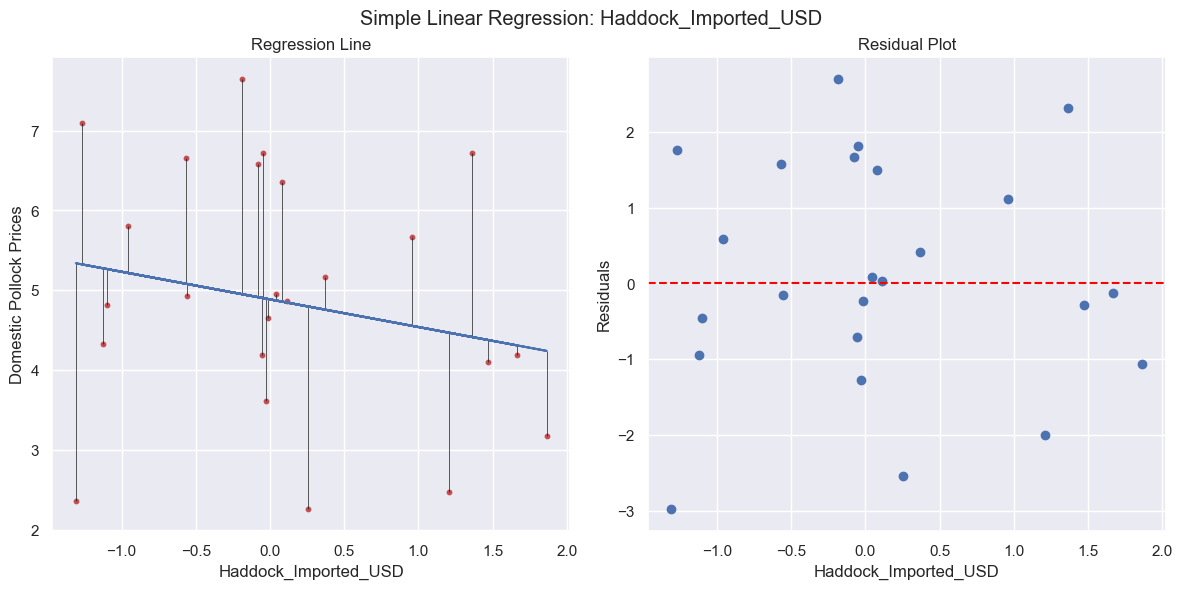 Simple Linear Regression: Haddock_Imported_USD
Regression Line
Domestic Pollock Prices
7
6
5
4
3
2
−1.0 −0.5 0.0 0.5 1.0 1.5 2.0
Haddock_Imported_USD
Residual Plot
Residuals
2
1
0
−1
−2
−3
−1.0 −0.5 0.0 0.5 1.0 1.5 2.0
Haddock_Imported_USD